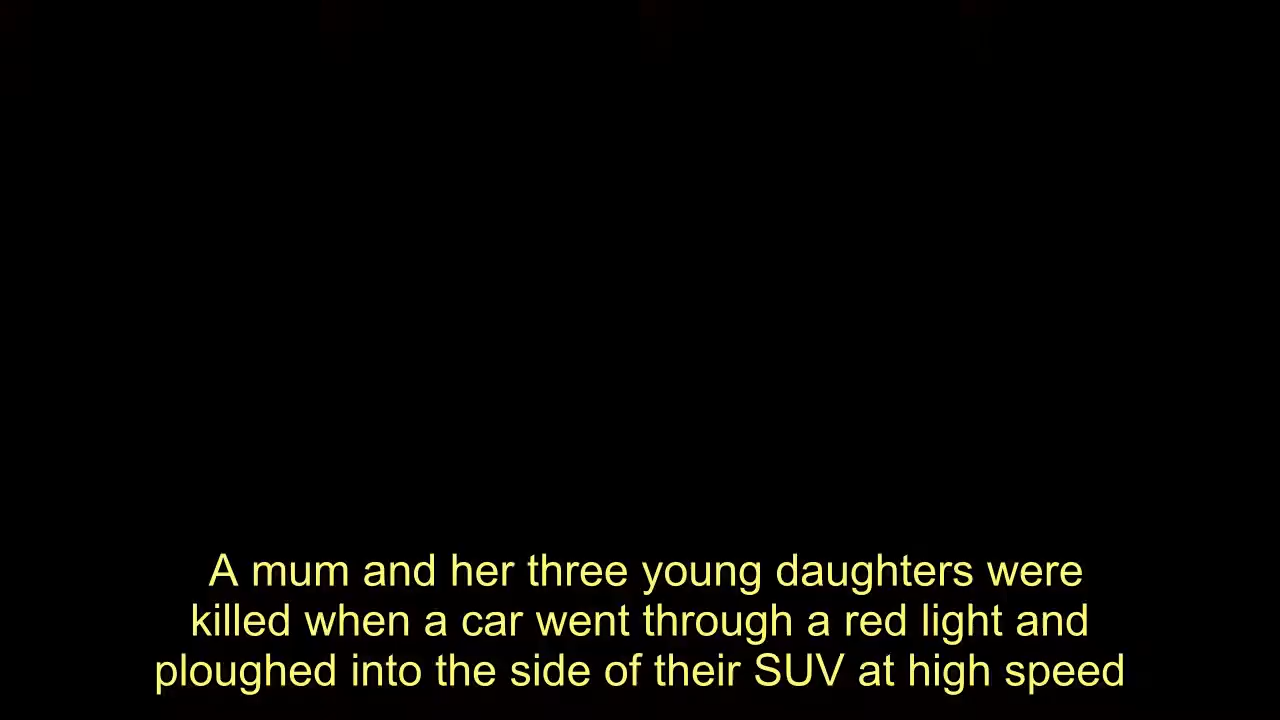 A mum and her three young daughters were
killed when a car went through a red light and
ploughed into the side of their SUV at high speed